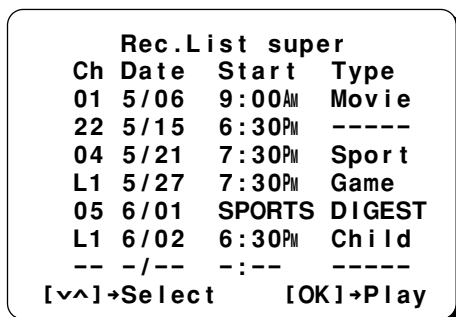 Rec.List super
Ch Date Start Type
01 5/06 9:00AM Movie
22 5/15 6:30PM -----
04 5/21 7:30PM Sport
L1 5/27 7:30PM Game
05 6/01 SPORTS DIGEST
L1 6/02 6:30PM Child
-- -/-- -:-- -----
[˅˄]→Select [OK]→Play